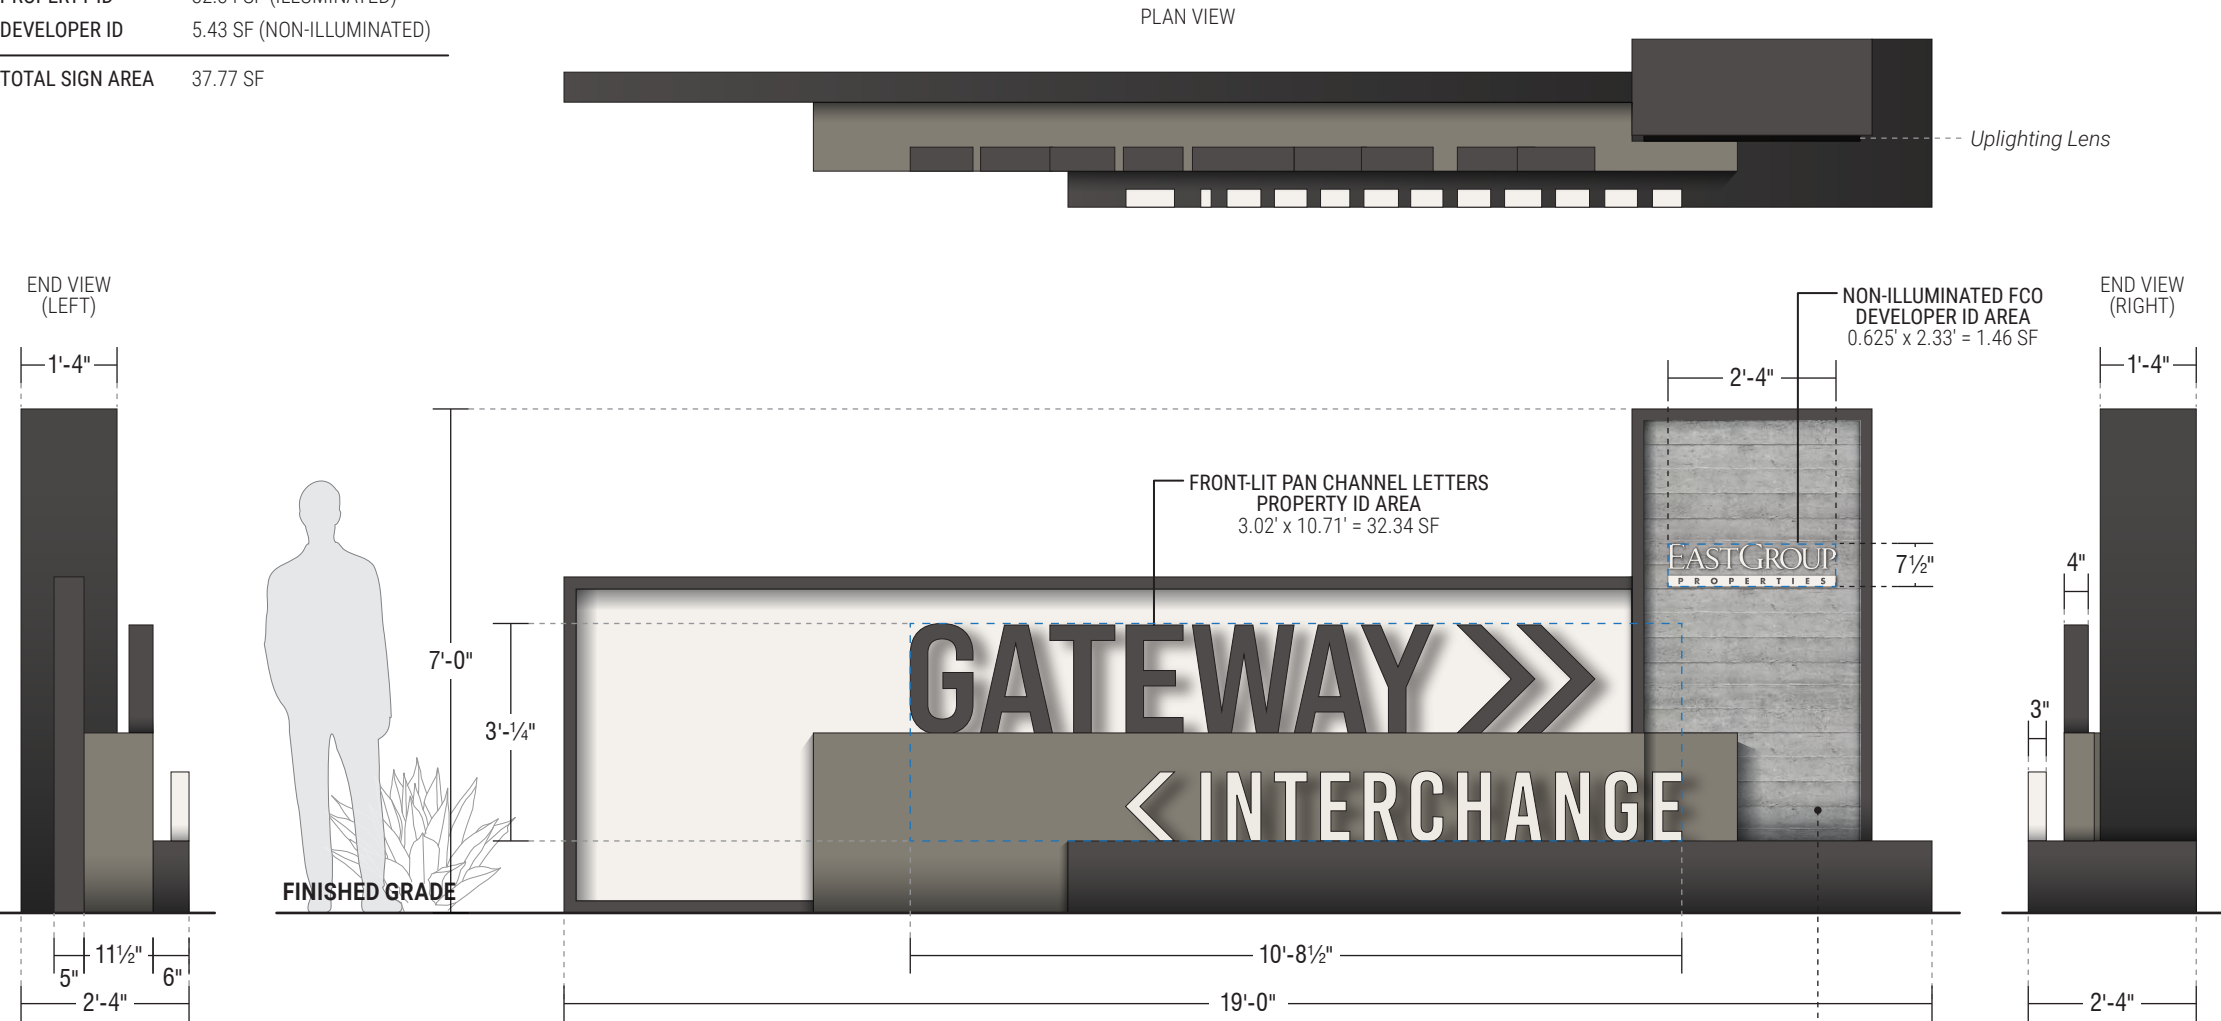 DEVELOPER ID 5.43 SF (NON-ILLUMINATED)
TOTAL SIGN AREA 37.77 SF
PLAN VIEW
Uplighting Lens
END VIEW
(LEFT)
1'-4"
NON-ILLUMINATED FCO
DEVELOPER ID AREA
0.625' x 2.33' = 1.46 SF
END VIEW
(RIGHT)
1'-4"
2'-4"
FRONT-LIT PAN CHANNEL LETTERS
PROPERTY ID AREA
3.02' x 10.71' = 32.34 SF
EASTGROUP
PROPERTIES
7½"
4"
7'-0"
GATEWAY
3'-¼"
3"
INTERCHANGE
FINISHED GRADE
11½"
5"
6"
2'-4"
10'-8½"
19'-0"
2'-4"